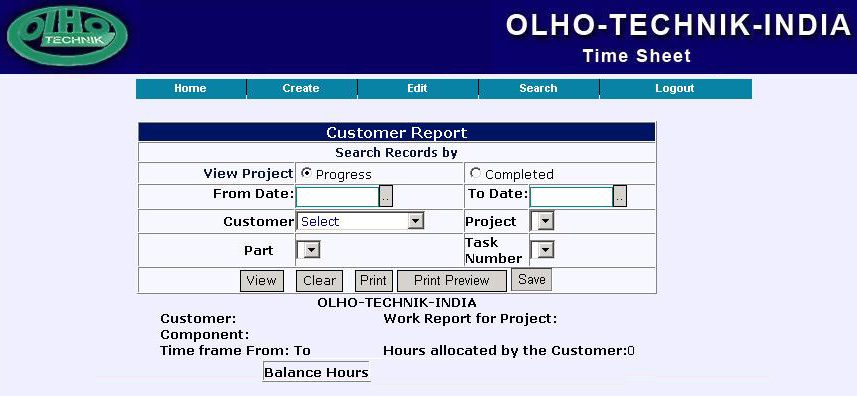 OLHO
TECHNIK
OLHO-TECHNIK-INDIA
Time Sheet
Home Create Edit Search Logout
Customer Report
Search Records by
View Project Progress Completed
From Date: .. To Date: ..
Customer Select Project
Part Task Number
View Clear Print Print Preview Save
OLHO-TECHNIK-INDIA
Customer: Work Report for Project:
Component:
Time frame From: To Hours allocated by the Customer:0
Balance Hours